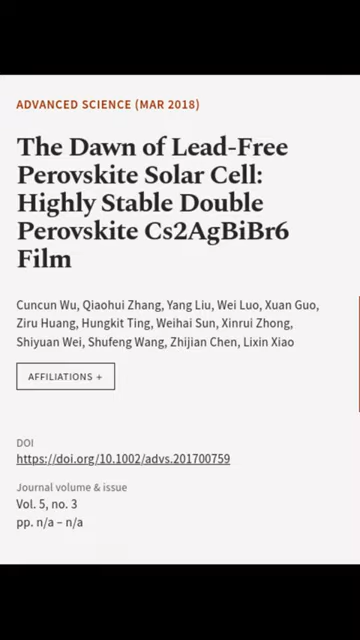 ADVANCED SCIENCE (MAR 2018)
The Dawn of Lead-Free
Perovskite Solar Cell:
Highly Stable Double
Perovskite Cs2AgBiBr6
Film
Cuncun Wu, Qiaohui Zhang, Yang Liu, Wei Luo, Xuan Guo,
Ziru Huang, Hungkit Ting, Weihai Sun, Xinrui Zhong,
Shiyuan Wei, Shufeng Wang, Zhijian Chen, Lixin Xiao
AFFILIATIONS +
DOI
https://doi.org/10.1002/advs.201700759
Journal volume & issue
Vol. 5, no. 3
pp. n/a – n/a